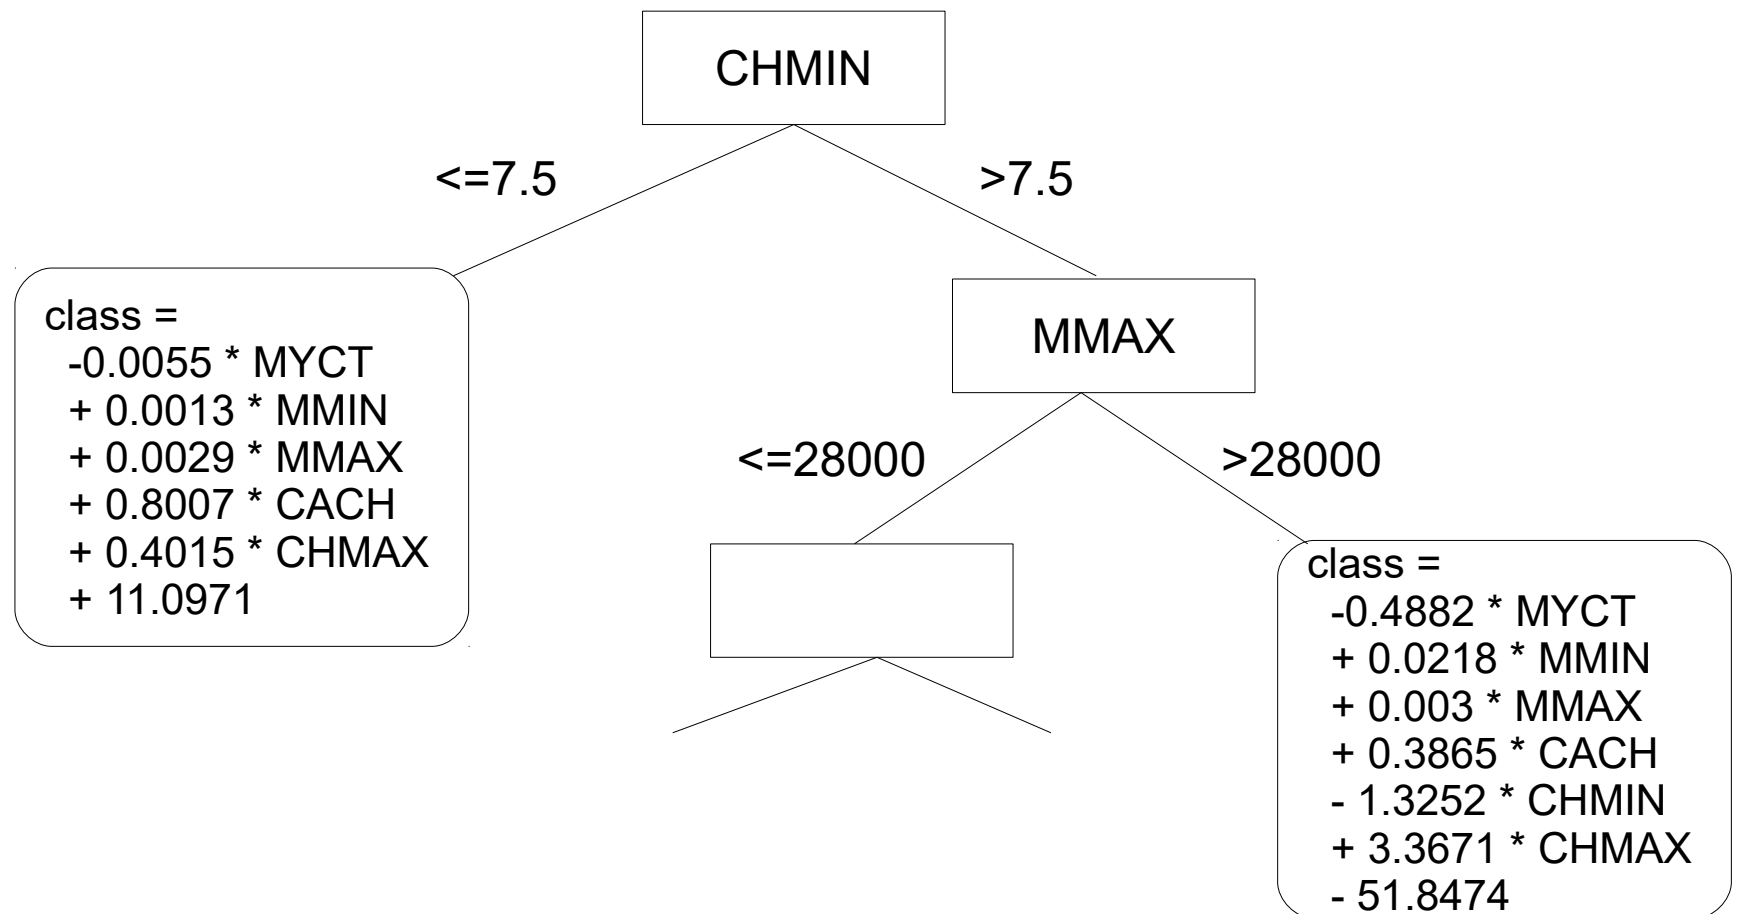 CHMIN
<=7.5
>7.5
class =
-0.0055 * MYCT
+ 0.0013 * MMIN
+ 0.0029 * MMAX
+ 0.8007 * CACH
+ 0.4015 * CHMAX
+ 11.0971
MMAX
<=28000
>28000
class =
-0.4882 * MYCT
+ 0.0218 * MMIN
+ 0.003 * MMAX
+ 0.3865 * CACH
- 1.3252 * CHMIN
+ 3.3671 * CHMAX
- 51.8474